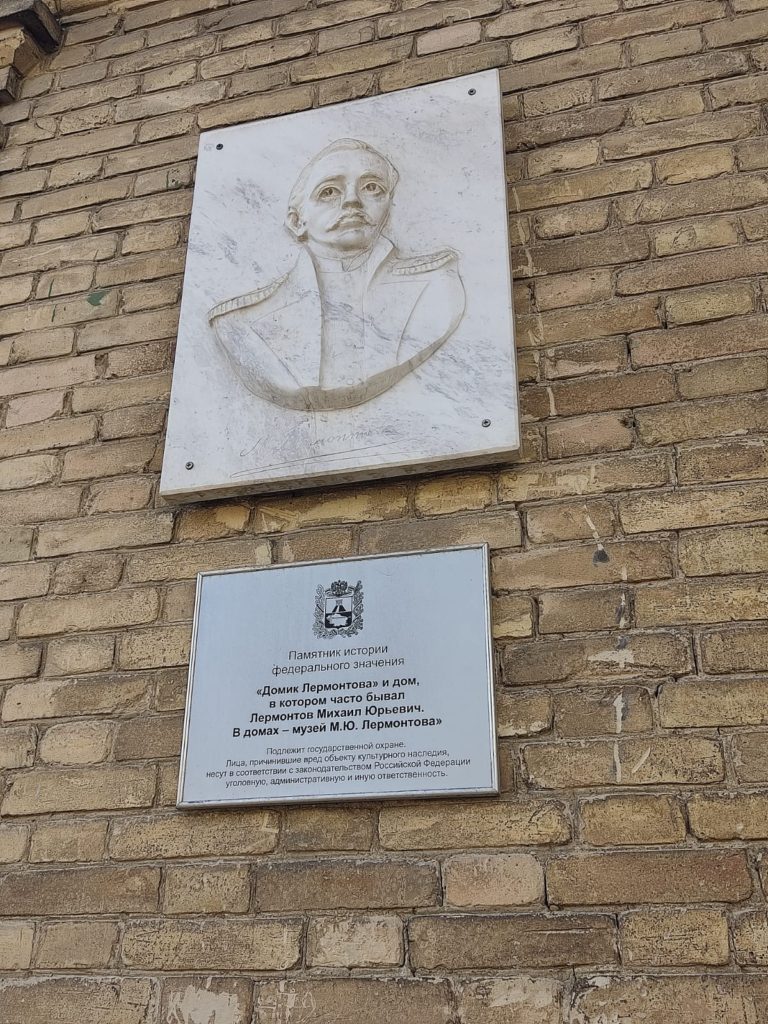 Памятник истории
федерального значения
«Домик Лермонтова» и дом,
в котором часто бывал
Лермонтов Михаил Юрьевич.
В домах – музей М.Ю. Лермонтова»
Подлежит государственной охране.
Лица, причинившие вред объекту культурного наследия,
несут в соответствии с законодательством Российской Федерации
уголовную, административную и иную ответственность.